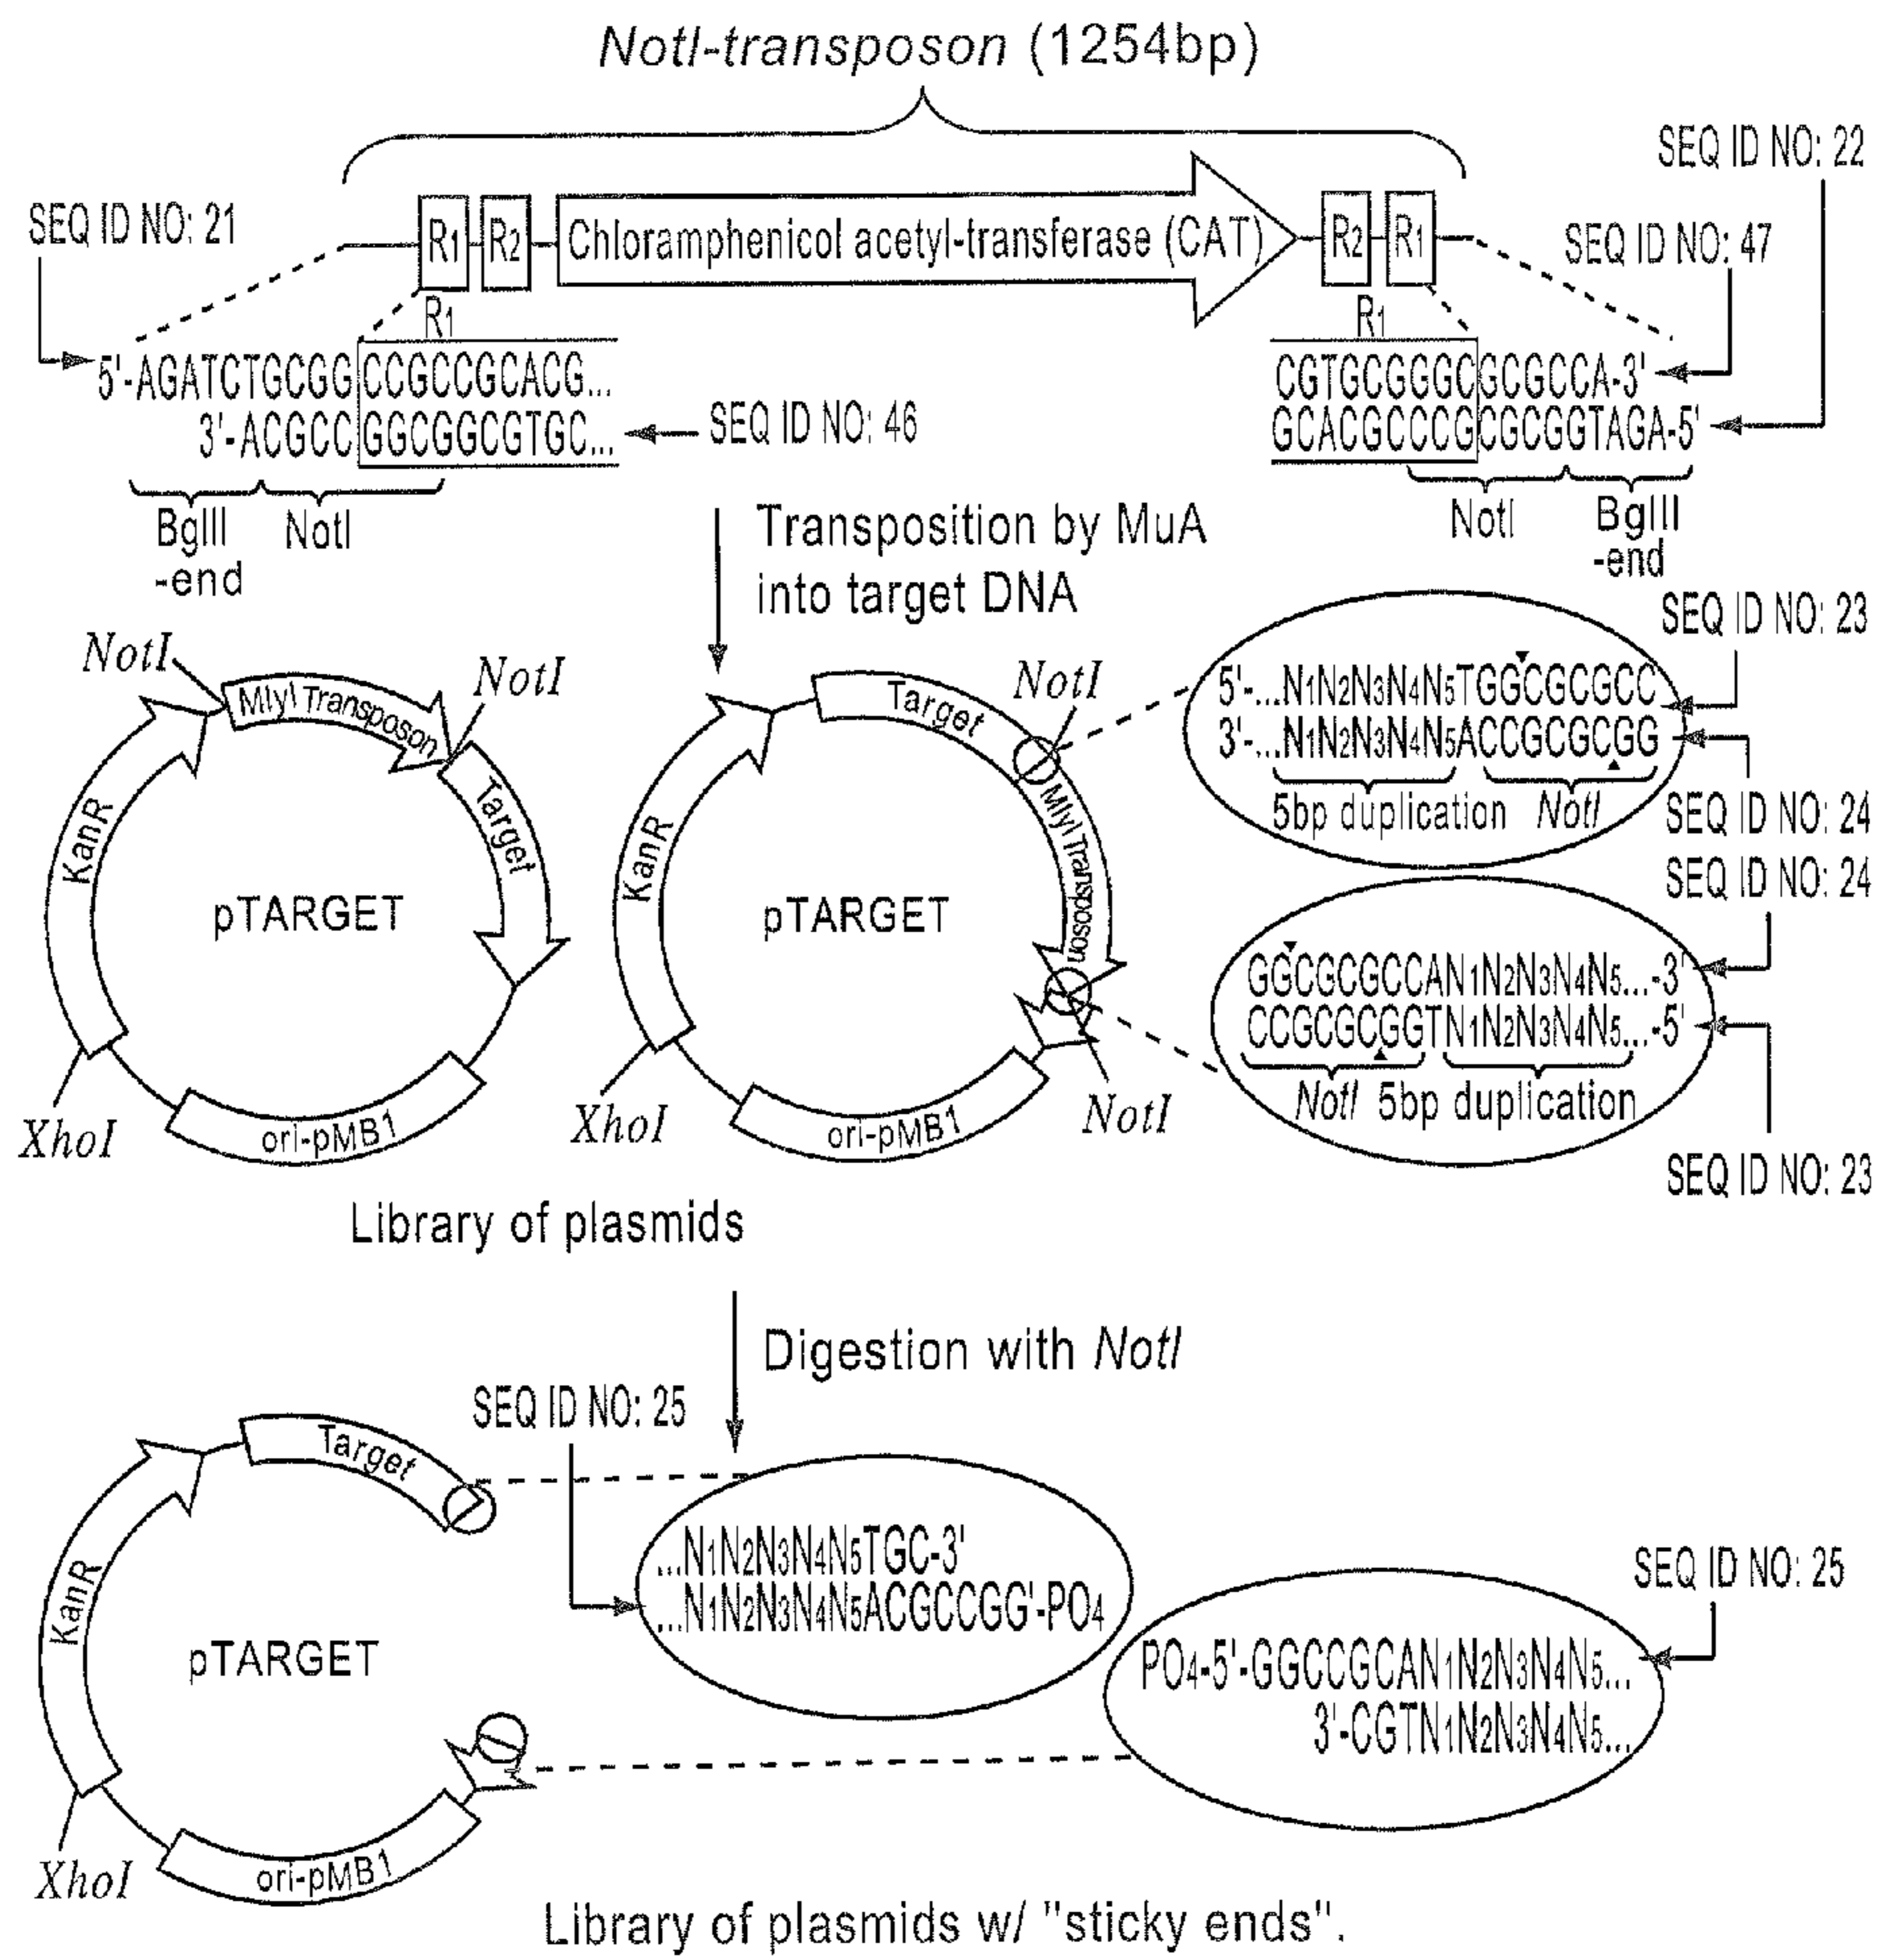 NotI-transposon (1254bp)
SEQ ID NO: 22
SEQ ID NO: 21
R1 R2 Chloramphenicol acetyl-transferase (CAT) R2 R1
SEQ ID NO: 47
R1
R1
5'-AGATCTGCGG CCGCCGCACG...
CGTGCGGGCGCGCCA-3'
3'-ACGCC GGCGGCGTGC...
SEQ ID NO: 46
GCACGCCCGCGCGGTAGA-5'
BglII
-end
NotI
NotI
BglII
-end
Transposition by MuA
into target DNA
NotI
MlyI Transposon
NotI
Target
KanR
pTARGET
XhoI
ori-pMB1
Target
NotI
MlyI Transposon
KanR
pTARGET
XhoI
ori-pMB1
NotI
SEQ ID NO: 23
5'-...N1N2N3N4N5TGGCGCGCC
3'-...N1N2N3N4N5ACCGCGCGG
5bp duplication NotI
SEQ ID NO: 24
SEQ ID NO: 24
GGCGCGCCAN1N2N3N4N5...-3'
CCGCGCGGTN1N2N3N4N5...-5'
NotI 5bp duplication
SEQ ID NO: 23
Library of plasmids
Digestion with NotI
SEQ ID NO: 25
Target
KanR
pTARGET
XhoI
ori-pMB1
...N1N2N3N4N5TGC-3'
...N1N2N3N4N5ACGCCGG'-PO4
SEQ ID NO: 25
PO4-5'-GGCCGCAN1N2N3N4N5...
3'-CGTN1N2N3N4N5...
Library of plasmids w/ "sticky ends".